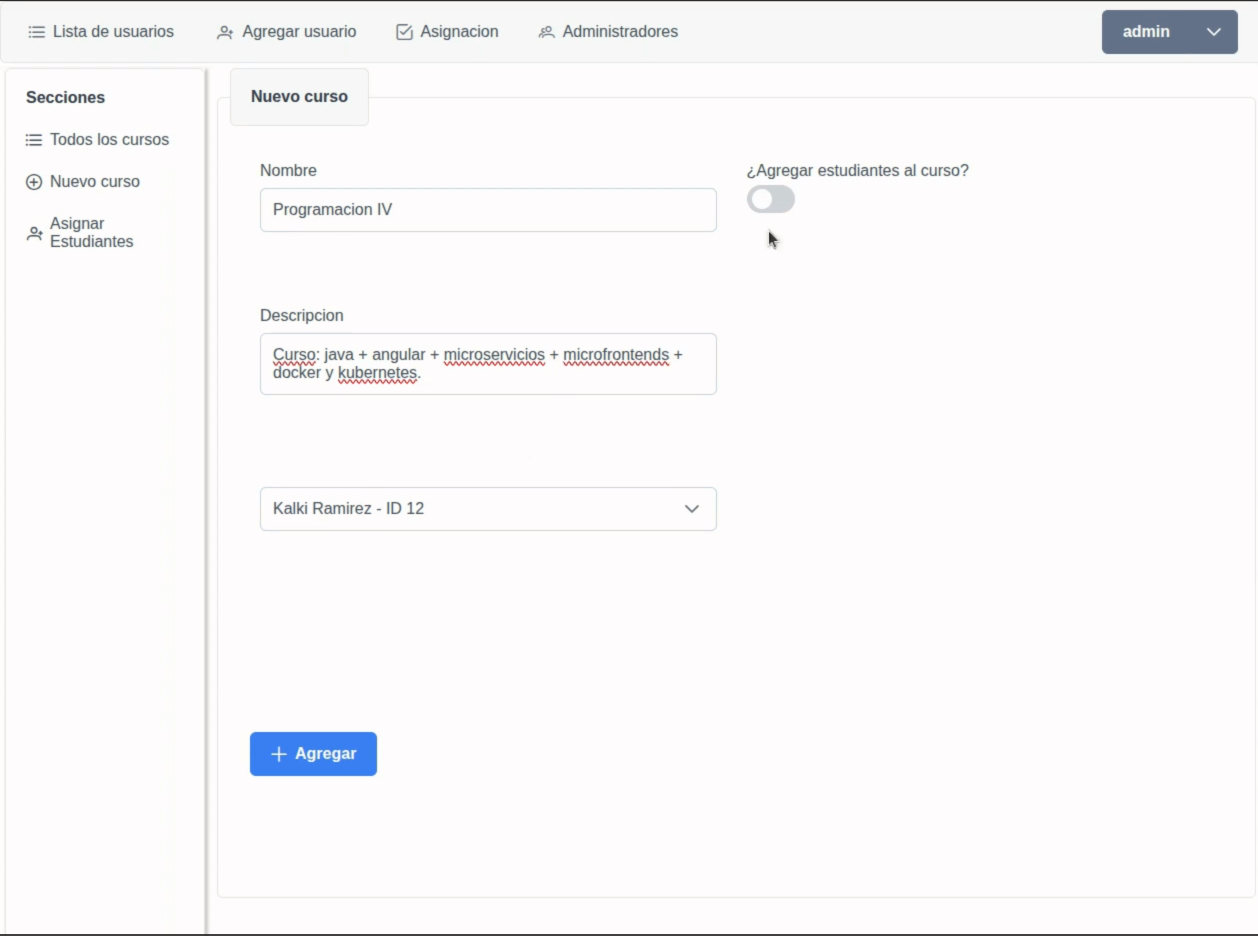 Lista de usuarios
Agregar usuario
Asignacion
Administradores
admin
Secciones
Todos los cursos
Nuevo curso
Asignar
Estudiantes
Nuevo curso
Nombre
Programacion IV
¿Agregar estudiantes al curso?
Descripcion
Curso: java + angular + microservicios + microfrontends +
docker y kubernetes.
Kalki Ramirez - ID 12
Agregar